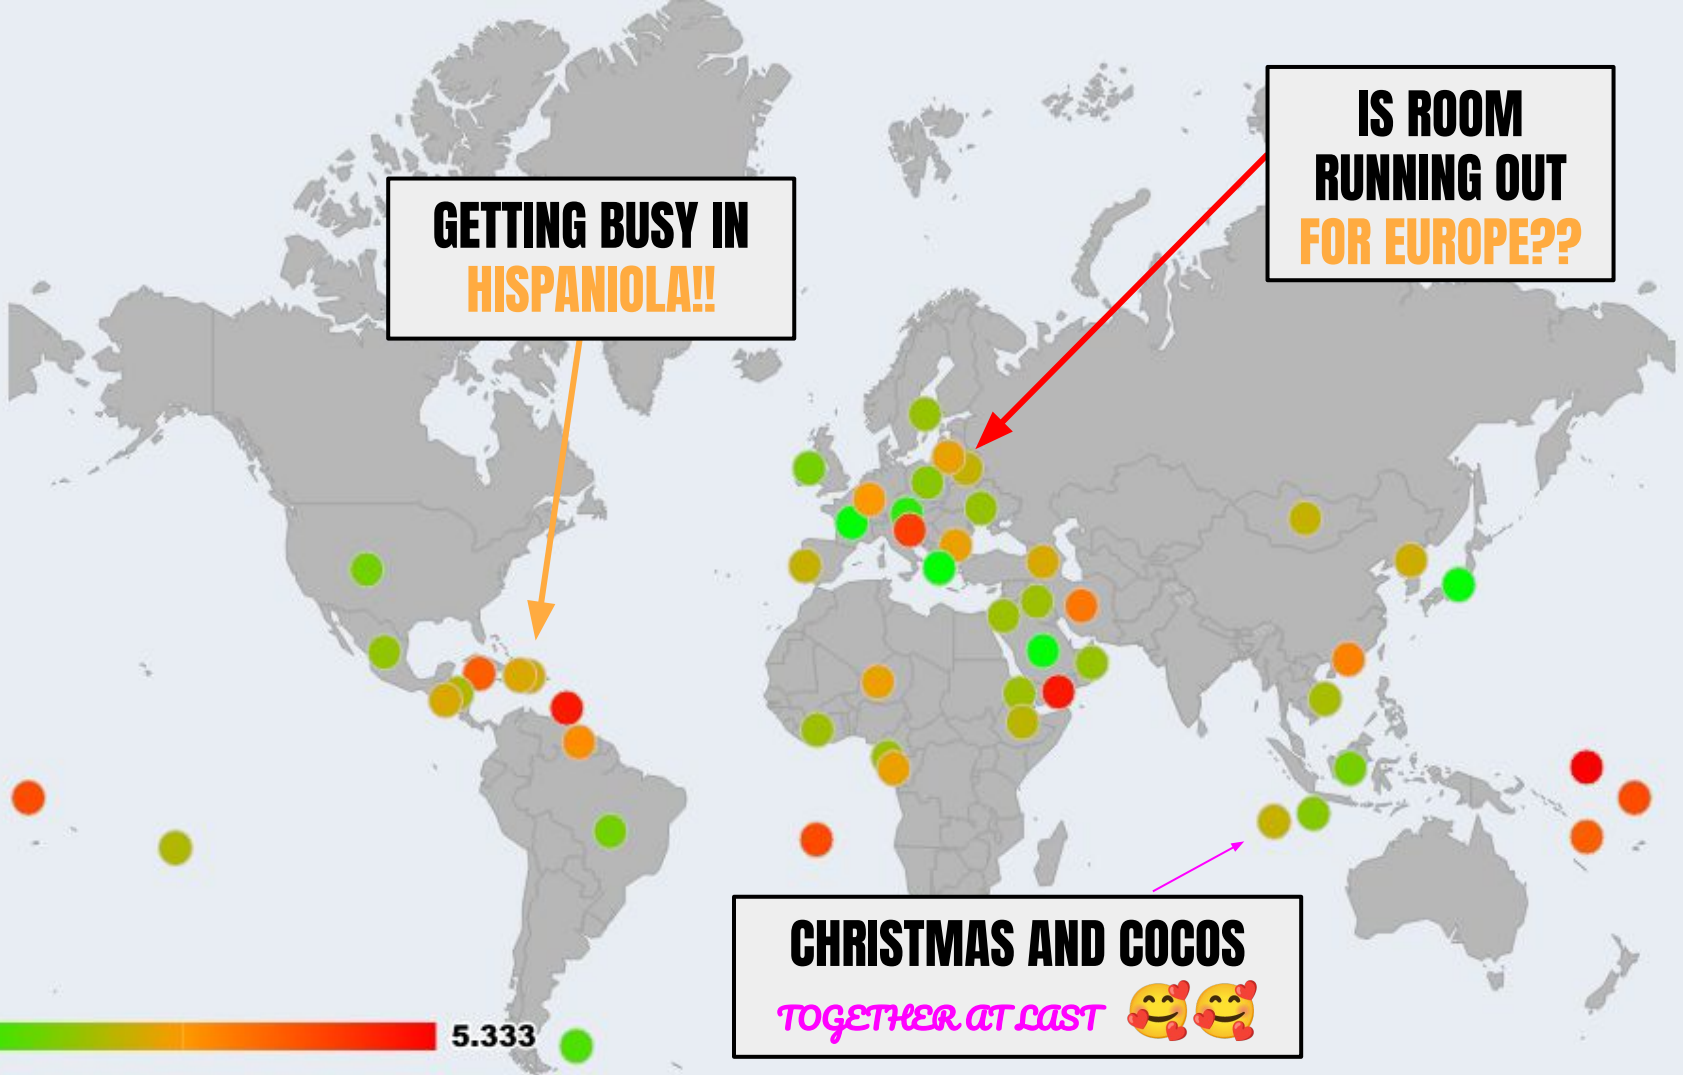 GETTING BUSY IN
HISPANIOLA!!
IS ROOM
RUNNING OUT
FOR EUROPE??
CHRISTMAS AND COCOS
TOGETHER AT LAST
5.333